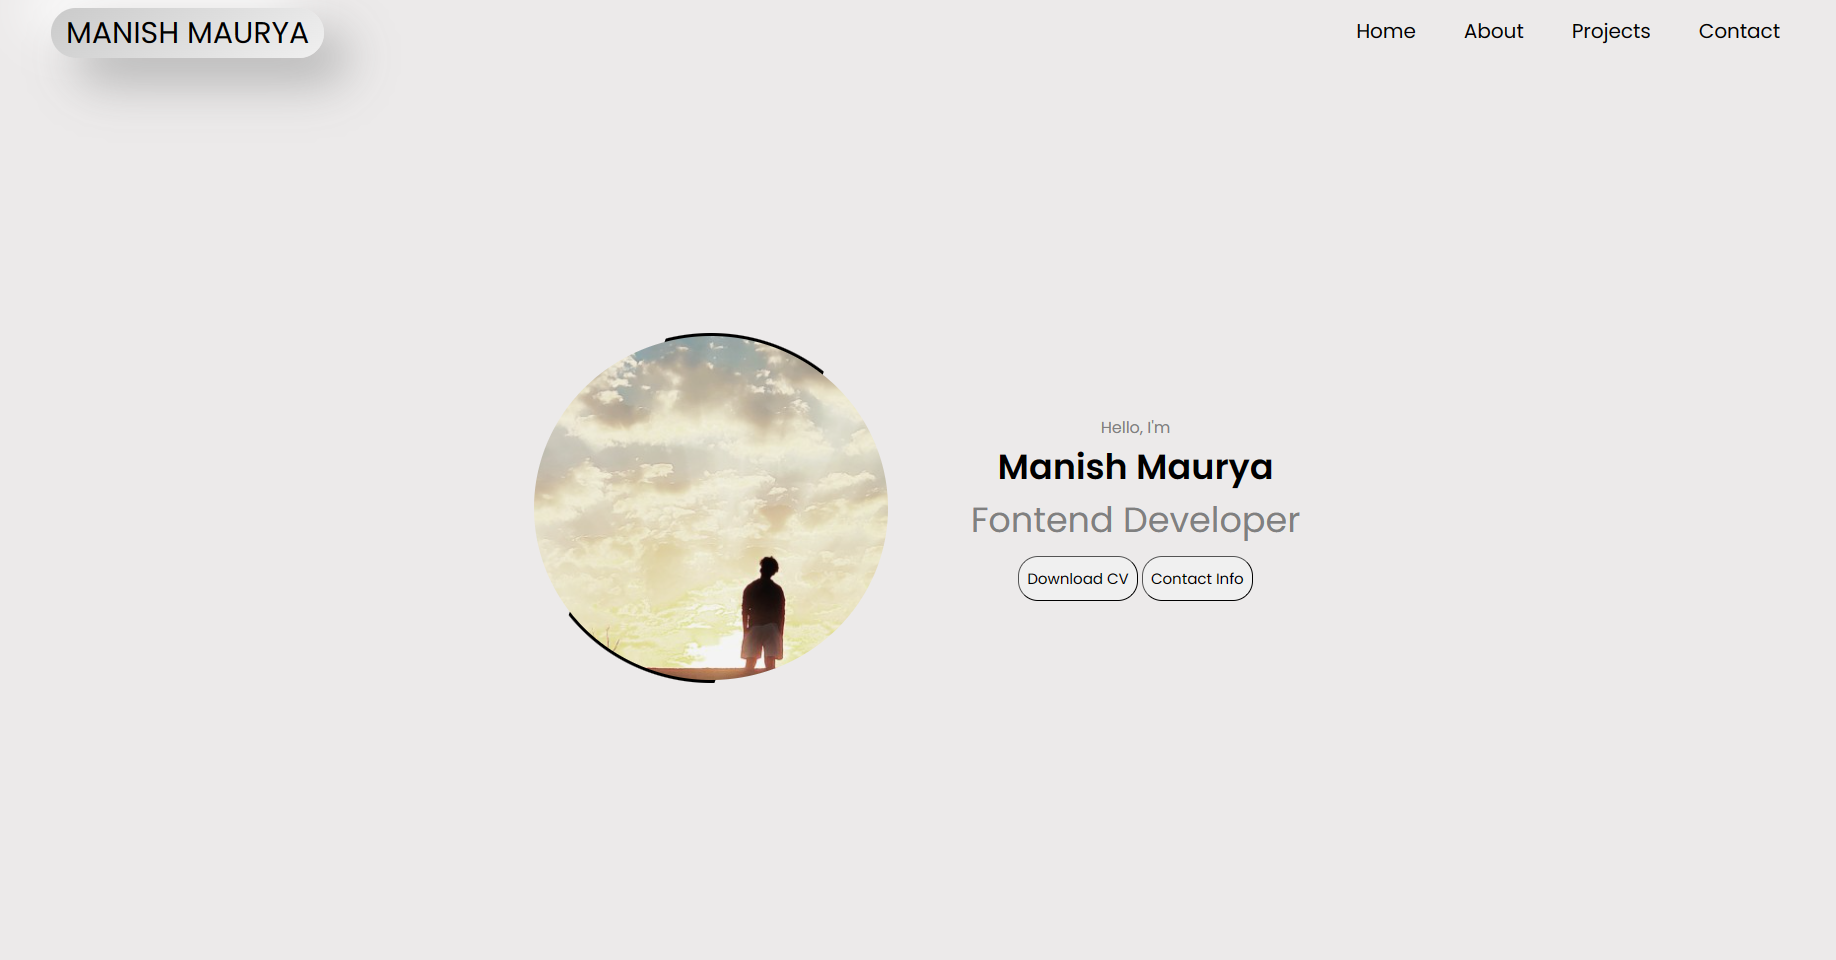 MANISH MAURYA
Home About Projects Contact
Hello, I'm
Manish Maurya
Fontend Developer
Download CV Contact Info